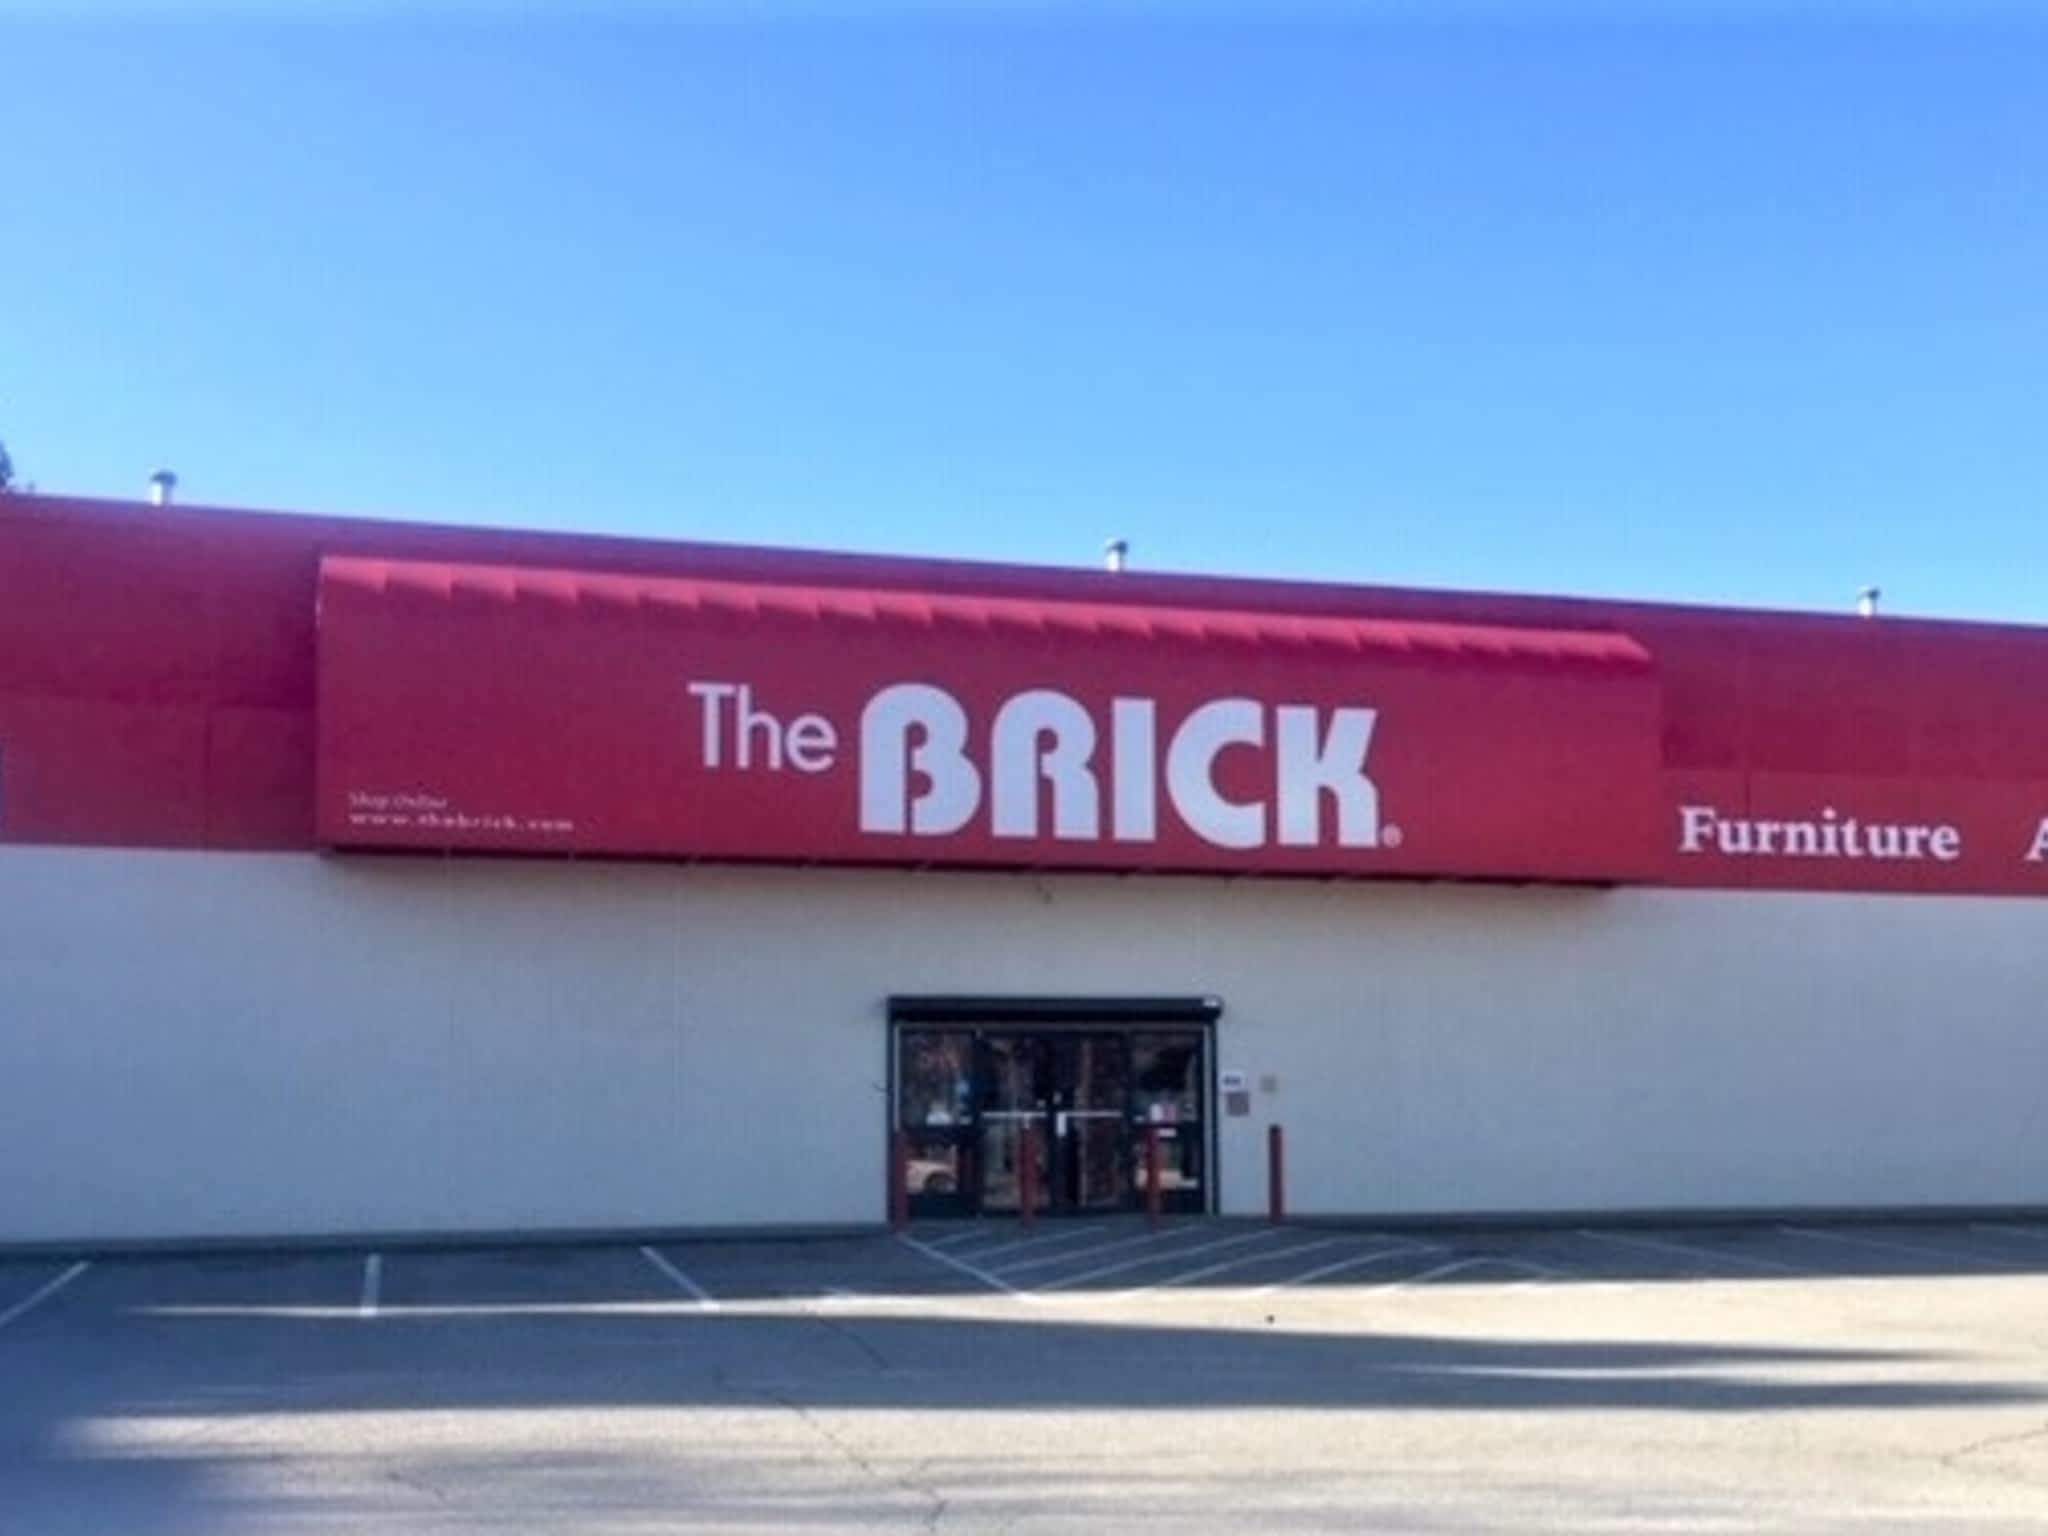 The BRICK®
Shop Online
www.thebrick.com
Furniture A